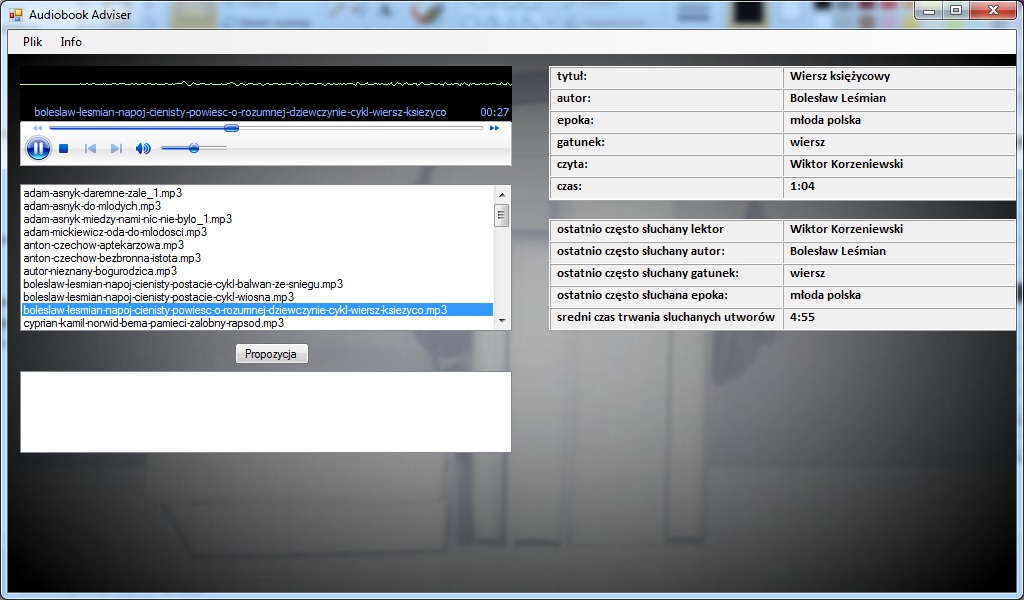 Audiobook Adviser
Plik Info
boleslaw-lesmian-napoj-cienisty-powiesc-o-rozumnej-dziewczynie-cykl-wiersz-ksiezyco 00:27
adam-asnyk-daremne-zale_1.mp3
adam-asnyk-do-mlodych.mp3
adam-asnyk-miedzy-nami-nic-nie-bylo_1.mp3
adam-mickiewicz-oda-do-mlodosci.mp3
anton-czechow-aptekarzowa.mp3
anton-czechow-bezbronna-istota.mp3
autor-nieznany-bogurodzica.mp3
boleslaw-lesmian-napoj-cienisty-postacie-cykl-balwan-ze-sniegu.mp3
boleslaw-lesmian-napoj-cienisty-postacie-cykl-wiosna.mp3
boleslaw-lesmian-napoj-cienisty-powiesc-o-rozumnej-dziewczynie-cykl-wiersz-ksiezyco.mp3
cyprian-kamil-norwid-bema-pamieci-zalobny-rapsod.mp3
Propozycja
tytuł: Wiersz księżycowy
autor: Bolesław Leśmian
epoka: młoda polska
gatunek: wiersz
czyta: Wiktor Korzeniewski
czas: 1:04
ostatnio często słuchany lektor Wiktor Korzeniewski
ostatnio często słuchany autor: Bolesław Leśmian
ostatnio często słuchany gatunek: wiersz
ostatnio często słuchana epoka: młoda polska
sredni czas trwania sluchanych utworów 4:55